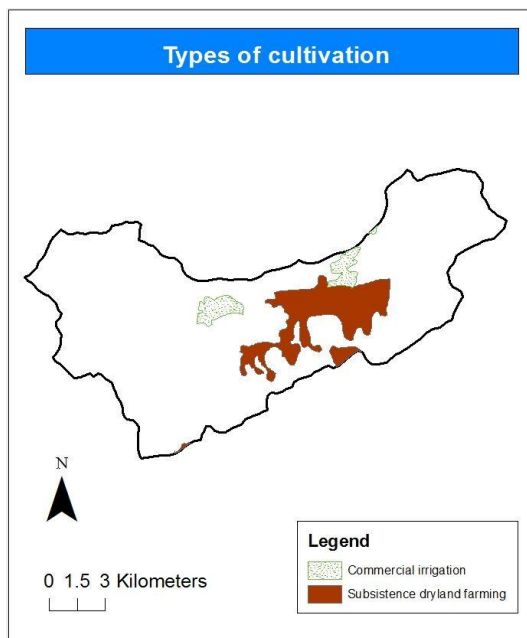 Types of cultivation
N
0 1.5 3 Kilometers
Legend
Commercial irrigation
Subsistence dryland farming